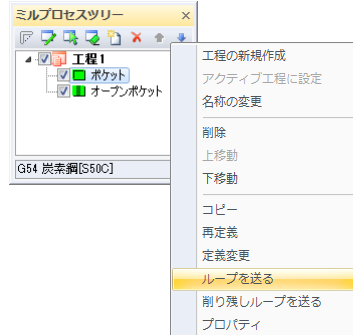 ミルプロセスツリー
工程1
ポケット
オープンポケット
G54 炭素鋼[S50C]
工程の新規作成
アクティブ工程に設定
名称の変更
削除
上移動
下移動
コピー
再定義
定義変更
ループを送る
削り残しループを送る
プロパティ